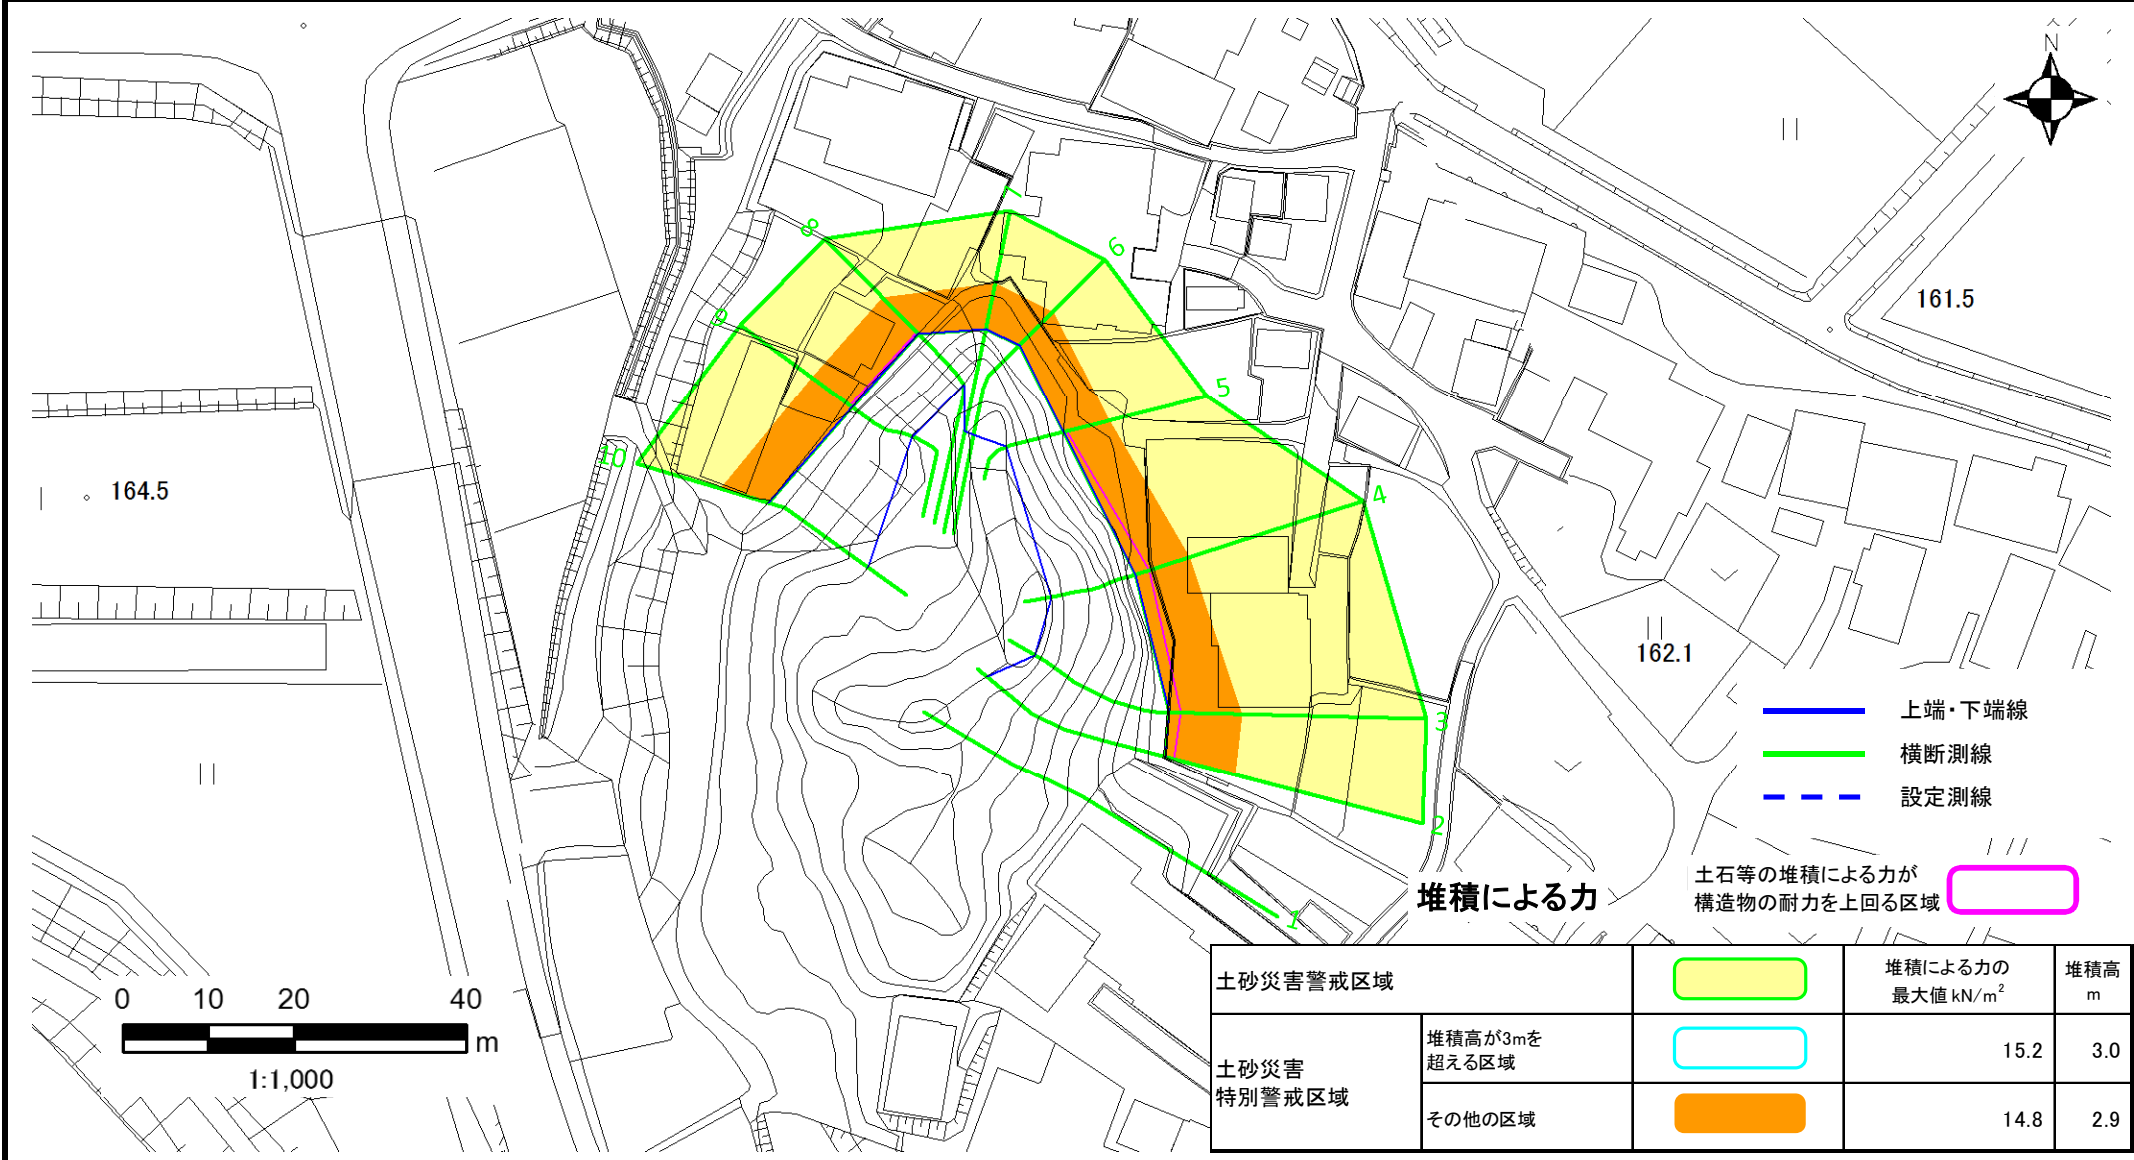 N
7
8
6
161.5
9
5
10
4
164.5
162.1
3
上端・下端線
横断測線
設定測線
2
1
堆積による力
土石等の堆積による力が
構造物の耐力を上回る区域
0 10 20 40
m
1:1,000
土砂災害警戒区域
堆積による力の
最大値 kN/m²
堆積高
m
土砂災害
特別警戒区域
堆積高が3mを
超える区域
15.2 3.0
その他の区域
14.8 2.9